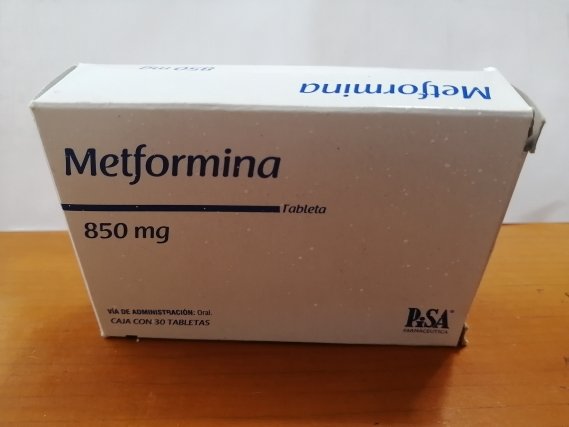 850 mg
Metformina
Metformina
Tableta
850 mg
VÍA DE ADMINISTRACIÓN: Oral.
CAJA CON 30 TABLETAS
PiSA®
FARMACÉUTICA